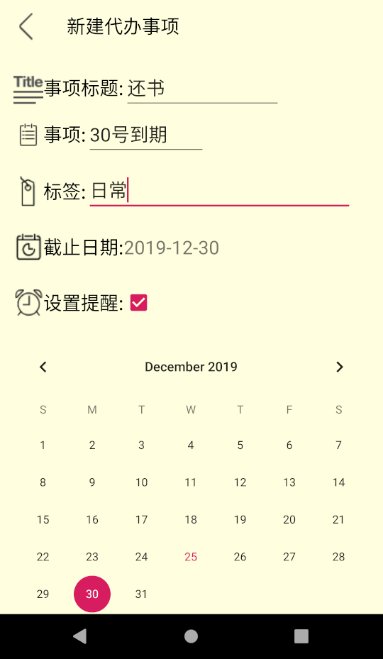 新建代办事项
Title 事项标题: 还书
事项: 30号到期
标签: 日常
截止日期:2019-12-30
设置提醒:
December 2019
S M T W T F S
1 2 3 4 5 6 7
8 9 10 11 12 13 14
15 16 17 18 19 20 21
22 23 24 25 26 27 28
29 30 31